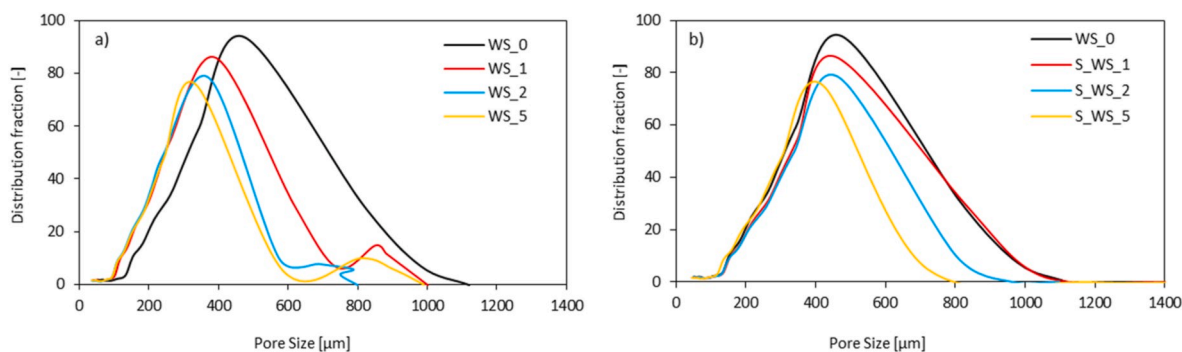 a)
Distribution fraction [-]
100
80
60
40
20
0
0 200 400 600 800 1000 1200 1400
Pore Size [µm]
WS_0
WS_1
WS_2
WS_5
b)
Distribution fraction [-]
100
80
60
40
20
0
0 200 400 600 800 1000 1200 1400
Pore Size [µm]
WS_0
S_WS_1
S_WS_2
S_WS_5